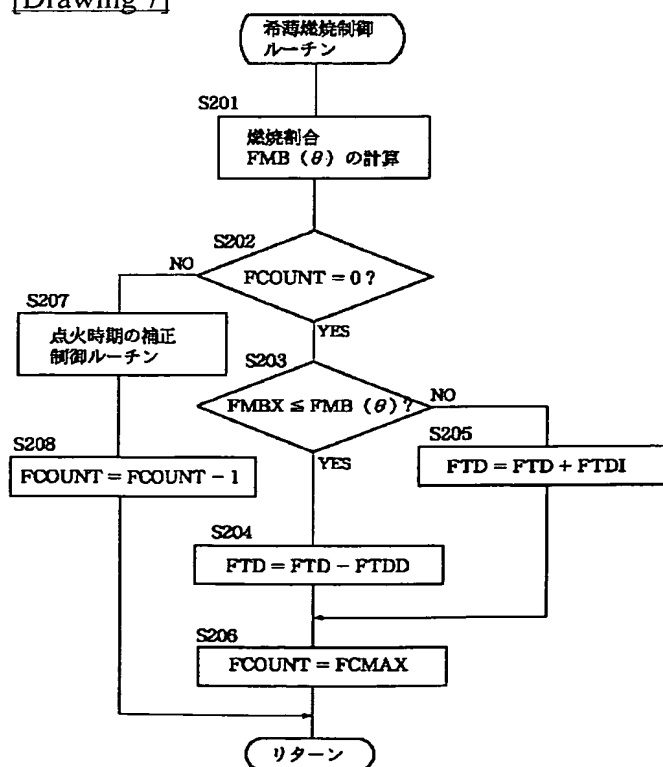 [Drawing 7]
希薄燃焼制御
ルーチン
S201
燃焼割合
FMB (θ) の計算
S202
NO
FCOUNT = 0 ?
YES
S207
点火時期の補正
制御ルーチン
S203
FMBX ≦ FMB (θ) ?
NO
YES
S208
FCOUNT = FCOUNT − 1
S205
FTD = FTD + FTDI
S204
FTD = FTD − FTDD
S206
FCOUNT = FCMAX
リターン